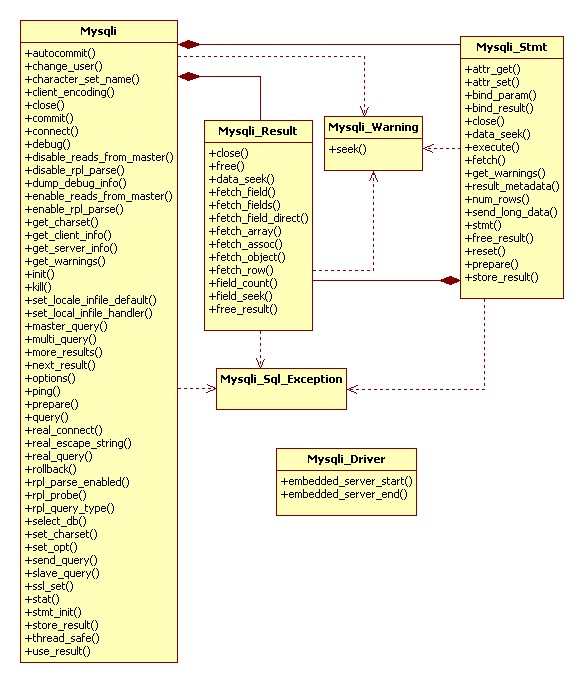 Mysqli
+autocommit()
+change_user()
+character_set_name()
+client_encoding()
+close()
+commit()
+connect()
+debug()
+disable_reads_from_master()
+disable_rpl_parse()
+dump_debug_info()
+enable_reads_from_master()
+enable_rpl_parse()
+get_charset()
+get_client_info()
+get_server_info()
+get_warnings()
+init()
+kill()
+set_locale_infile_default()
+set_local_infile_handler()
+master_query()
+multi_query()
+more_results()
+next_result()
+options()
+ping()
+prepare()
+query()
+real_connect()
+real_escape_string()
+real_query()
+rollback()
+rpl_parse_enabled()
+rpl_probe()
+rpl_query_type()
+select_db()
+set_charset()
+set_opt()
+send_query()
+slave_query()
+ssl_set()
+stat()
+stmt_init()
+store_result()
+thread_safe()
+use_result()
Mysqli_Result
+close()
+free()
+data_seek()
+fetch_field()
+fetch_fields()
+fetch_field_direct()
+fetch_array()
+fetch_assoc()
+fetch_object()
+fetch_row()
+field_count()
+field_seek()
+free_result()
Mysqli_Warning
+seek()
Mysqli_Stmt
+attr_get()
+attr_set()
+bind_param()
+bind_result()
+close()
+data_seek()
+execute()
+fetch()
+get_warnings()
+result_metadata()
+num_rows()
+send_long_data()
+stmt()
+free_result()
+reset()
+prepare()
+store_result()
Mysqli_Sql_Exception
Mysqli_Driver
+embedded_server_start()
+embedded_server_end()